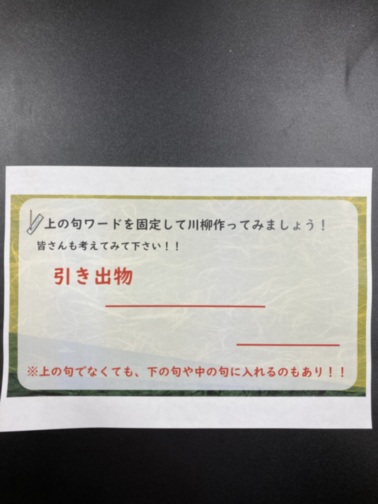 上の句ワードを固定して川柳作ってみましょう！
皆さんも考えてみて下さい！！
引き出物
※上の句でなくても、下の句や中の句に入れるのもあり！！